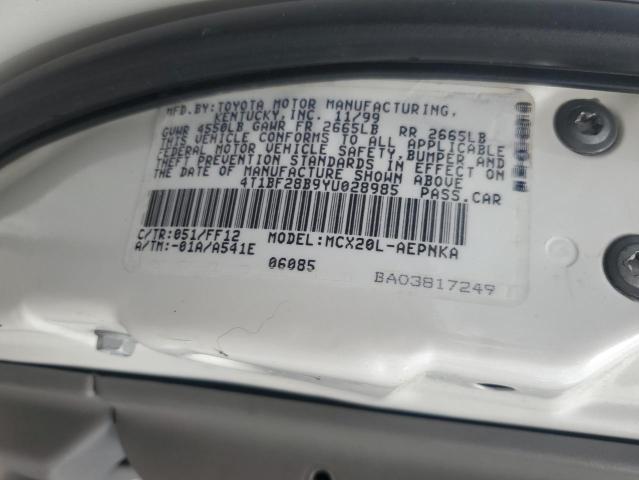 MFD.BY:TOYOTA MOTOR MANUFACTURING,
KENTUCKY, INC. 11/99
GVWR 4550LB GAWR FR 2665LB RR 2665LB
THIS VEHICLE CONFORMS TO ALL APPLICABLE
FEDERAL MOTOR VEHICLE SAFETY,BUMPER AND
THEFT PREVENTION STANDARDS IN EFFECT ON
THE DATE OF MANUFACTURE SHOWN ABOVE
4T1BF28B9YU028985 PASS.CAR
C/TR:051/FF12 MODEL:MCX20L-AEPNKA
A/TM:-01A/A541E
06085
BA03817249